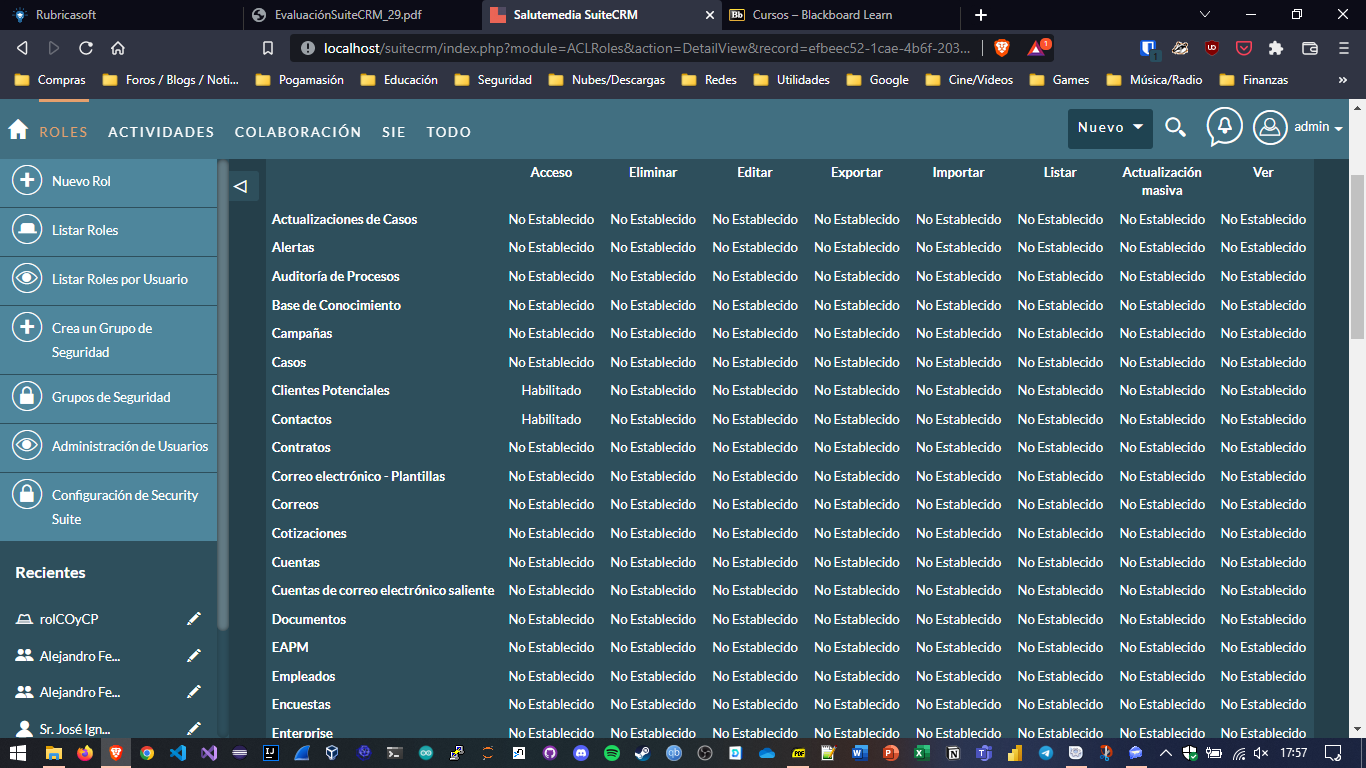 Rubricasoft
EvaluaciónSuiteCRM_29.pdf
Salutemedia SuiteCRM
Bb
Cursos – Blackboard Learn
localhost/suitecrm/index.php?module=ACLRoles&action=DetailView&record=efbeec52-1cae-4b6f-203...
1
1
Compras
Foros / Blogs / Noti...
Pogamasión
Educación
Seguridad
Nubes/Descargas
Redes
Utilidades
Google
Cine/Videos
Games
Música/Radio
Finanzas
»
ROLES
ACTIVIDADES
COLABORACIÓN
SIE
TODO
Nuevo
admin
Nuevo Rol
Listar Roles
Listar Roles por Usuario
Crea un Grupo de
Seguridad
Grupos de Seguridad
Administración de Usuarios
Configuración de Security
Suite
Recientes
rolCOyCP
Alejandro Fe...
Alejandro Fe...
Sr. José Ign...
Acceso Eliminar Editar Exportar Importar Listar Actualización Ver
masiva
Actualizaciones de Casos No Establecido No Establecido No Establecido No Establecido No Establecido No Establecido No Establecido No Establecido
Alertas No Establecido No Establecido No Establecido No Establecido No Establecido No Establecido No Establecido No Establecido
Auditoría de Procesos No Establecido No Establecido No Establecido No Establecido No Establecido No Establecido No Establecido No Establecido
Base de Conocimiento No Establecido No Establecido No Establecido No Establecido No Establecido No Establecido No Establecido No Establecido
Campañas No Establecido No Establecido No Establecido No Establecido No Establecido No Establecido No Establecido No Establecido
Casos No Establecido No Establecido No Establecido No Establecido No Establecido No Establecido No Establecido No Establecido
Clientes Potenciales Habilitado No Establecido No Establecido No Establecido No Establecido No Establecido No Establecido No Establecido
Contactos Habilitado No Establecido No Establecido No Establecido No Establecido No Establecido No Establecido No Establecido
Contratos No Establecido No Establecido No Establecido No Establecido No Establecido No Establecido No Establecido No Establecido
Correo electrónico - Plantillas No Establecido No Establecido No Establecido No Establecido No Establecido No Establecido No Establecido No Establecido
Correos No Establecido No Establecido No Establecido No Establecido No Establecido No Establecido No Establecido No Establecido
Cotizaciones No Establecido No Establecido No Establecido No Establecido No Establecido No Establecido No Establecido No Establecido
Cuentas No Establecido No Establecido No Establecido No Establecido No Establecido No Establecido No Establecido No Establecido
Cuentas de correo electrónico saliente No Establecido No Establecido No Establecido No Establecido No Establecido No Establecido No Establecido No Establecido
Documentos No Establecido No Establecido No Establecido No Establecido No Establecido No Establecido No Establecido No Establecido
EAPM No Establecido No Establecido No Establecido No Establecido No Establecido No Establecido No Establecido No Establecido
Empleados No Establecido No Establecido No Establecido No Establecido No Establecido No Establecido No Establecido No Establecido
Encuestas No Establecido No Establecido No Establecido No Establecido No Establecido No Establecido No Establecido No Establecido
Enterprise No Establecido No Establecido No Establecido No Establecido No Establecido No Establecido No Establecido No Establecido
17:57